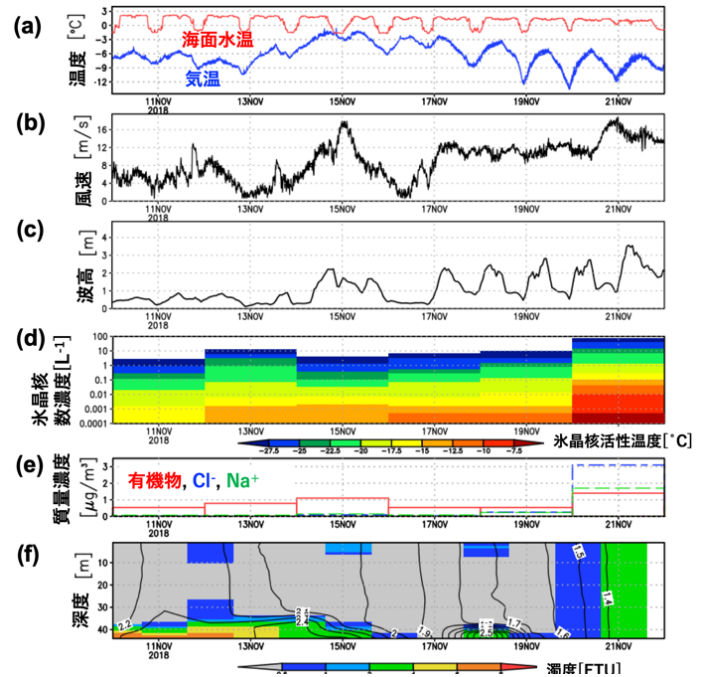 (a)
温度 [℃]
3
0
-3
-6
-9
-12
海面水温
気温
11NOV 13NOV 15NOV 17NOV 19NOV 21NOV
2018
(b)
風速 [m/s]
16
12
8
4
0
11NOV 13NOV 15NOV 17NOV 19NOV 21NOV
2018
(c)
波高 [m]
4
3
2
1
0
11NOV 13NOV 15NOV 17NOV 19NOV 21NOV
2018
(d)
氷晶核
数濃度[L-1]
100
10
1
0.1
0.01
0.001
0.0001
11NOV 13NOV 15NOV 17NOV 19NOV 21NOV
2018
-27.5 -25 -22.5 -20 -17.5 -15 -12.5 -10 -7.5
氷晶核活性温度[˚C]
(e)
質量濃度
[μg/m³]
3
2
1
0
有機物, Cl-, Na+
11NOV 13NOV 15NOV 17NOV 19NOV 21NOV
2018
(f)
深度 [m]
10
20
30
40
2.2
2.4
2
1.9
1.7
1.6
1.5
1.4
11NOV 13NOV 15NOV 17NOV 19NOV 21NOV
2018
濁度[FTU]